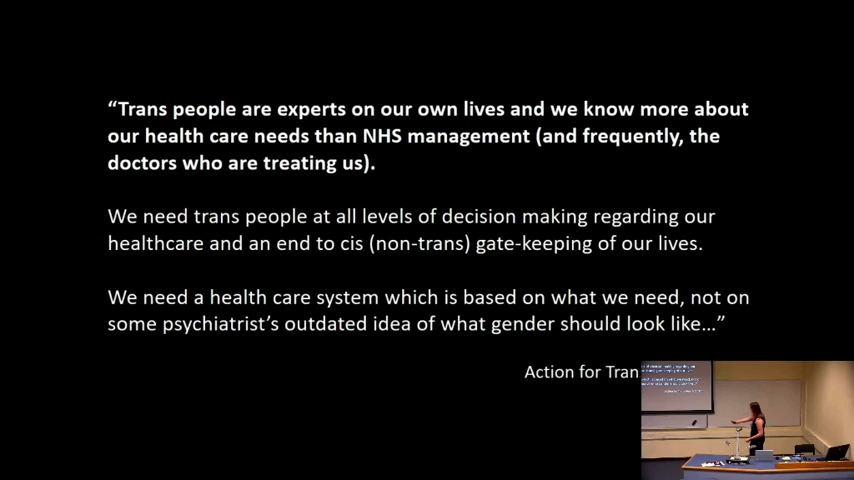 “Trans people are experts on our own lives and we know more about
our health care needs than NHS management (and frequently, the
doctors who are treating us).
We need trans people at all levels of decision making regarding our
healthcare and an end to cis (non-trans) gate-keeping of our lives.
We need a health care system which is based on what we need, not on
some psychiatrist’s outdated idea of what gender should look like…”
Action for